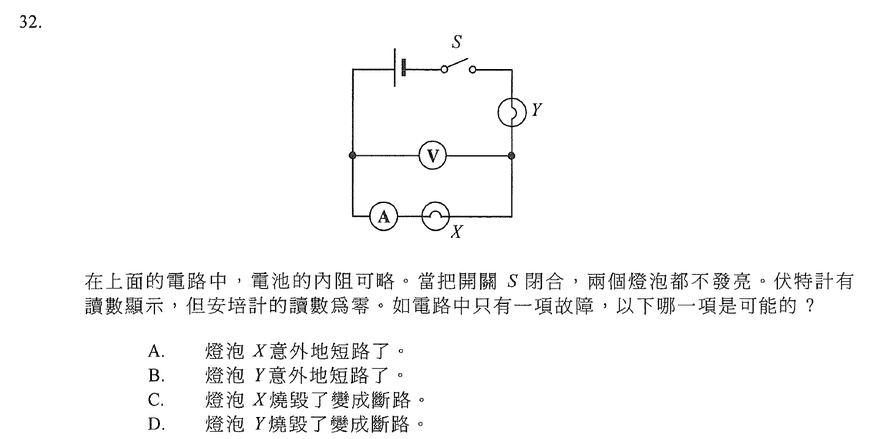 32.
S
Y
V
A
X
在上面的電路中，電池的內阻可略。當把開關 S 閉合，兩個燈泡都不發亮。伏特計有
讀數顯示，但安培計的讀數爲零。如電路中只有一項故障，以下哪一項是可能的？
A. 燈泡 X 意外地短路了。
B. 燈泡 Y 意外地短路了。
C. 燈泡 X 燒毀了變成斷路。
D. 燈泡 Y 燒毀了變成斷路。